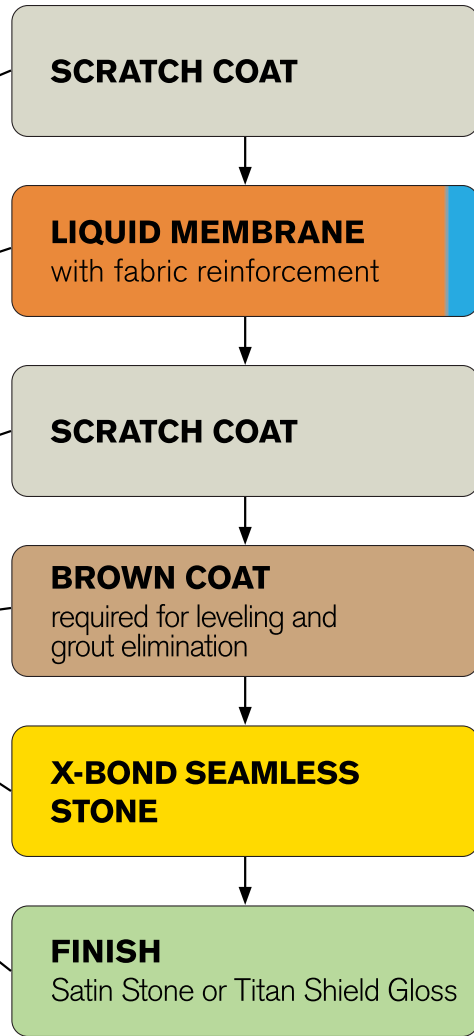 SCRATCH COAT
LIQUID MEMBRANE
with fabric reinforcement
SCRATCH COAT
BROWN COAT
required for leveling and
grout elimination
X-BOND SEAMLESS
STONE
FINISH
Satin Stone or Titan Shield Gloss